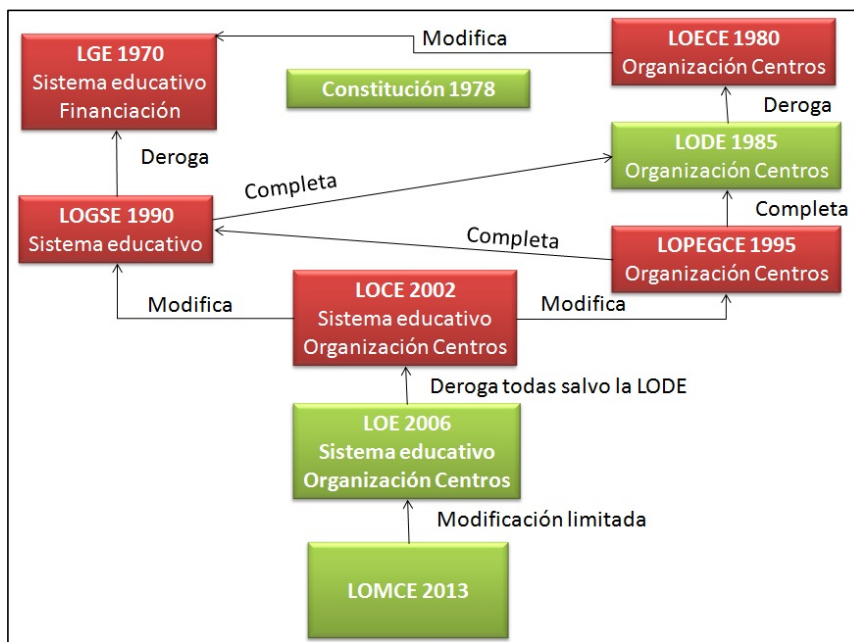 LGE 1970
Sistema educativo
Financiación
Modifica
LOECE 1980
Organización Centros
Constitución 1978
Deroga
Deroga
LODE 1985
Organización Centros
Completa
LOGSE 1990
Sistema educativo
Completa
Completa
LOPEGCE 1995
Organización Centros
Modifica
LOCE 2002
Sistema educativo
Organización Centros
Modifica
Deroga todas salvo la LODE
LOE 2006
Sistema educativo
Organización Centros
Modificación limitada
LOMCE 2013